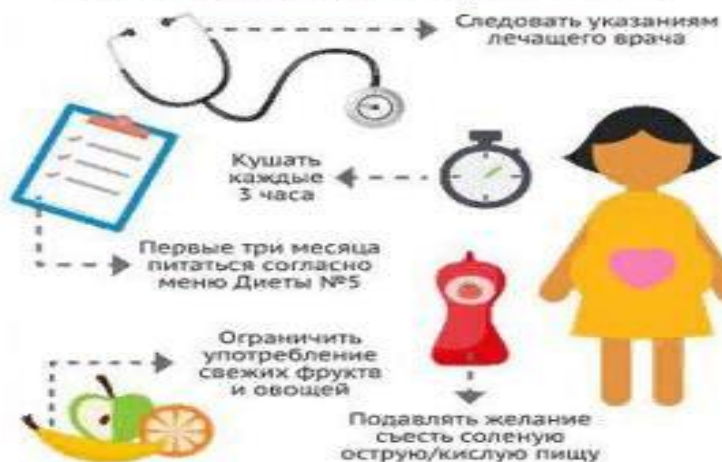 Следовать указаниям
лечащего врача
Кушать
каждые
3 часа
Первые три месяца
питаться согласно
меню Диеты №5
Ограничить
употребление
свежих фруктв
и овощей
Подавлять желание
съесть соленую
острую/кислую пищу